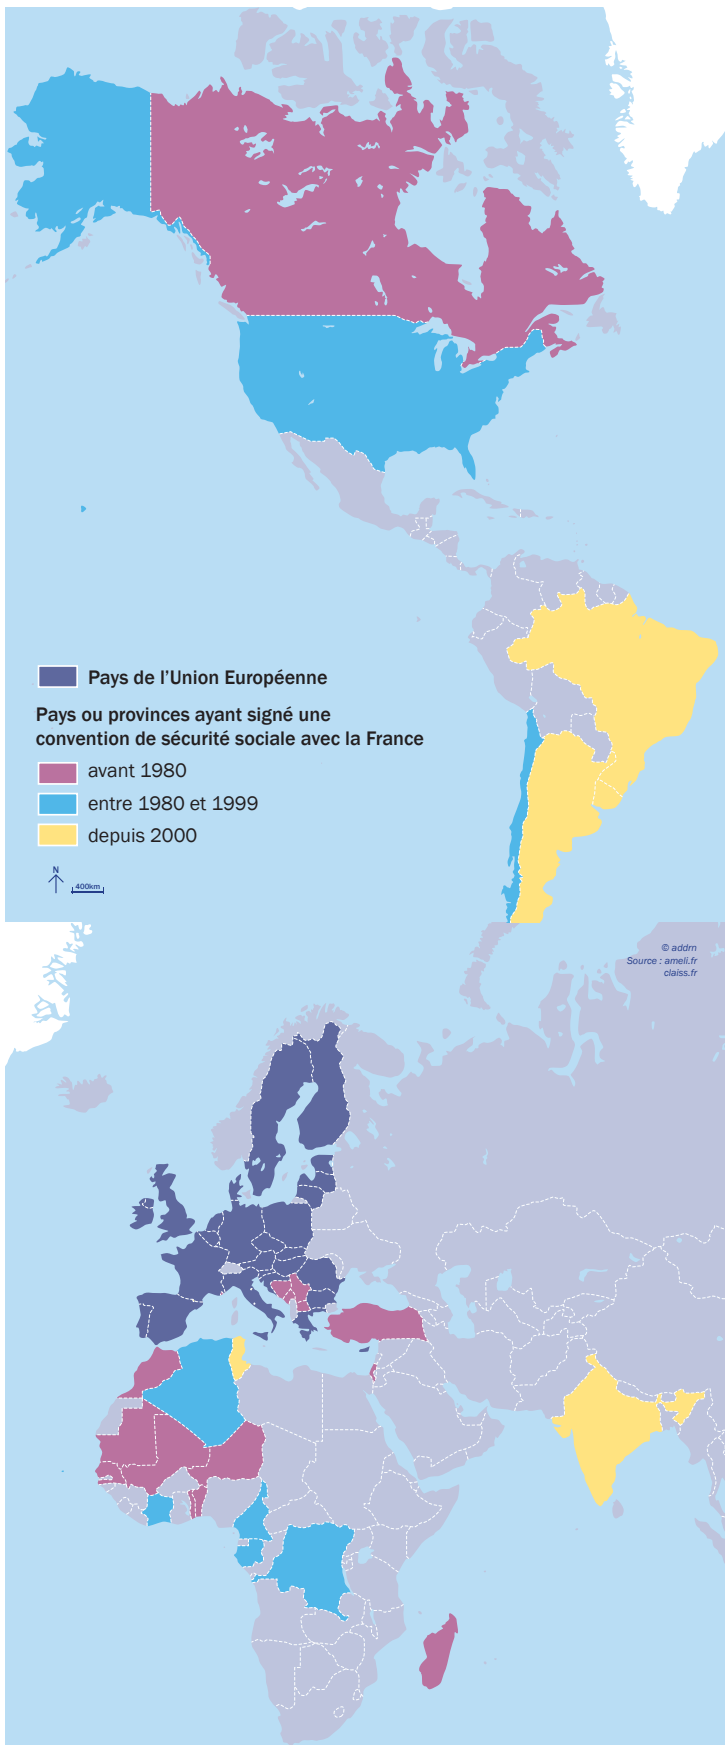 Pays de l'Union Européenne
Pays ou provinces ayant signé une
convention de sécurité sociale avec la France
avant 1980
entre 1980 et 1999
depuis 2000
N
400km
© addrn
Source : ameli.fr
claiss.fr